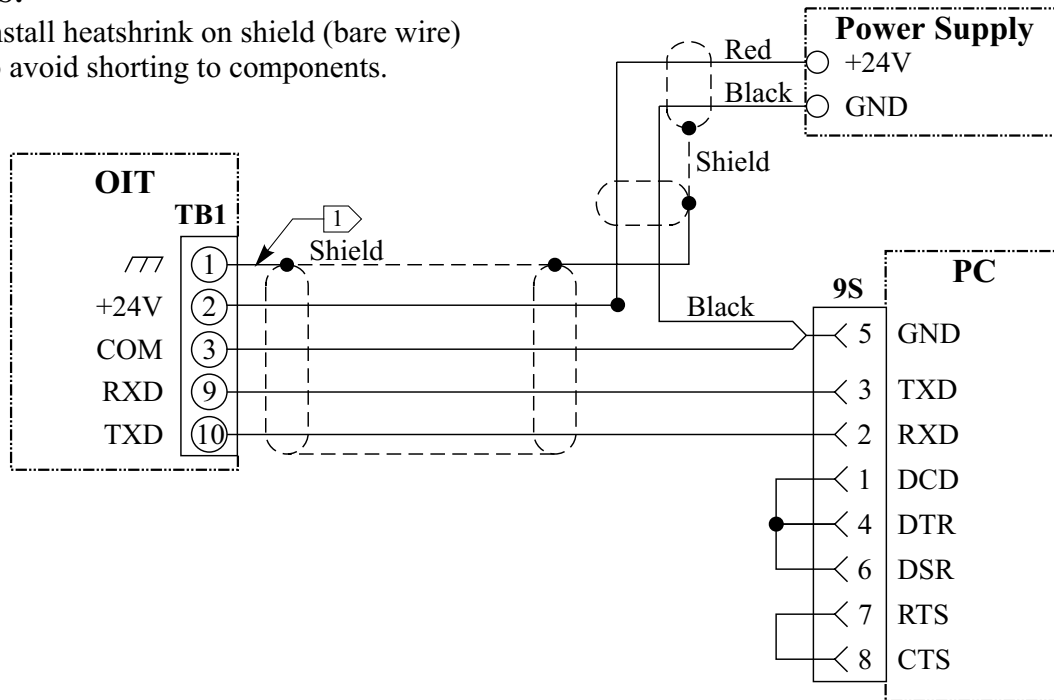 nstall heatshrink on shield (bare wire)
avoid shorting to components.
Power Supply
Red
+24V
Black
GND
Shield
OIT
TB1
1
Shield
1
+24V
2
COM
3
RXD
9
TXD
10
Black
9S
PC
5 GND
3 TXD
2 RXD
1 DCD
4 DTR
6 DSR
7 RTS
8 CTS